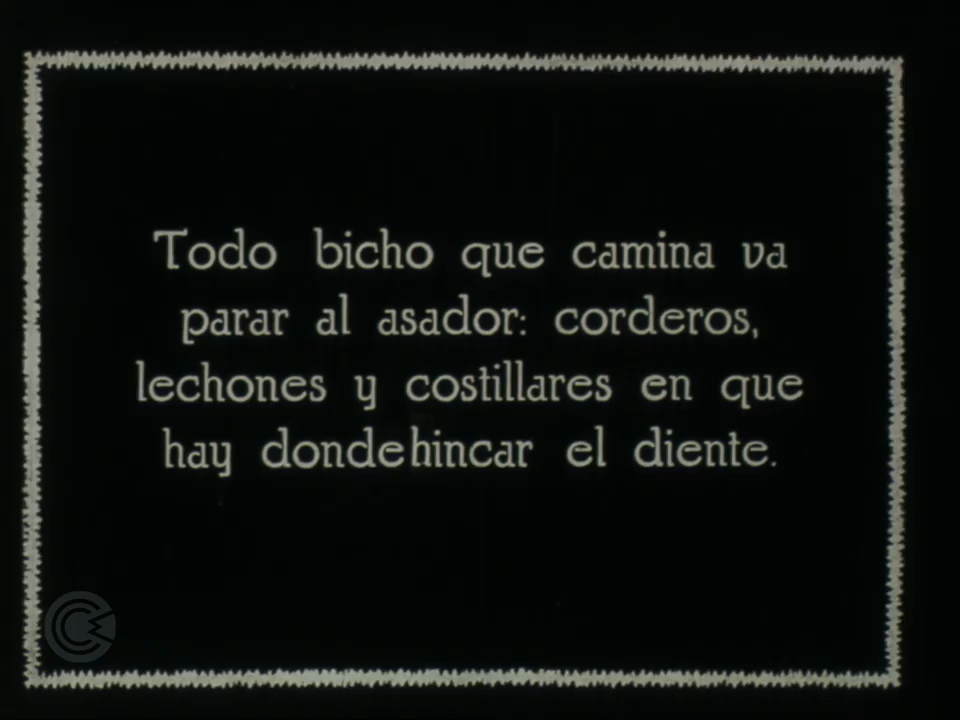 Todo bicho que camina va
parar al asador: corderos,
lechones y costillares en que
hay dondehincar el diente.